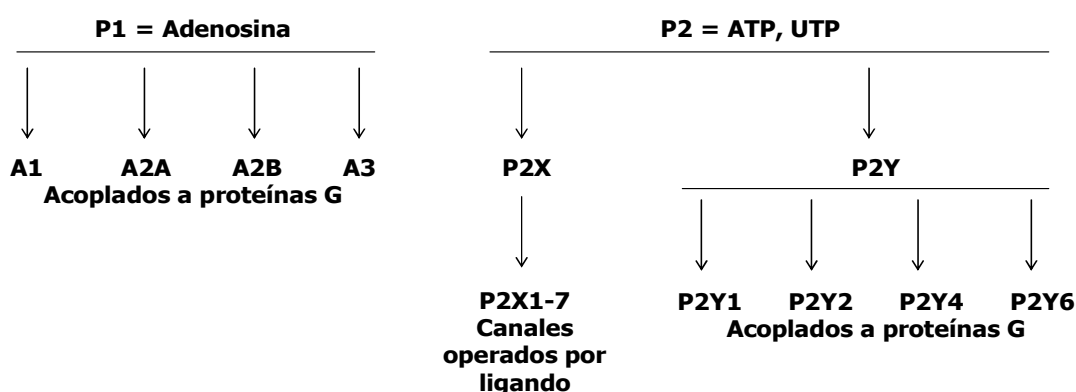 P1 = Adenosina
P2 = ATP, UTP
A1 A2A A2B A3
Acoplados a proteínas G
P2X
P2Y
P2X1-7
Canales
operados por
ligando
P2Y1 P2Y2 P2Y4 P2Y6
Acoplados a proteínas G